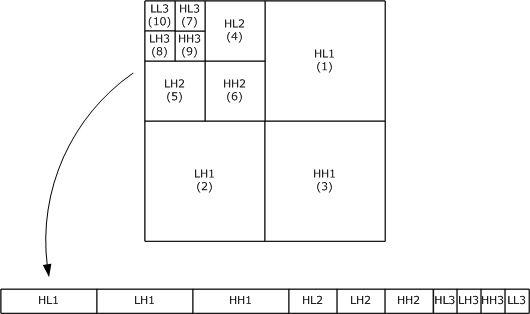 LL3 HL3
(10) (7)
HL2
(4)
LH3 HH3
(8) (9)
HL1
(1)
LH2
(5)
HH2
(6)
LH1
(2)
HH1
(3)
HL1 LH1 HH1 HL2 LH2 HH2 HL3 LH3 HH3 LL3